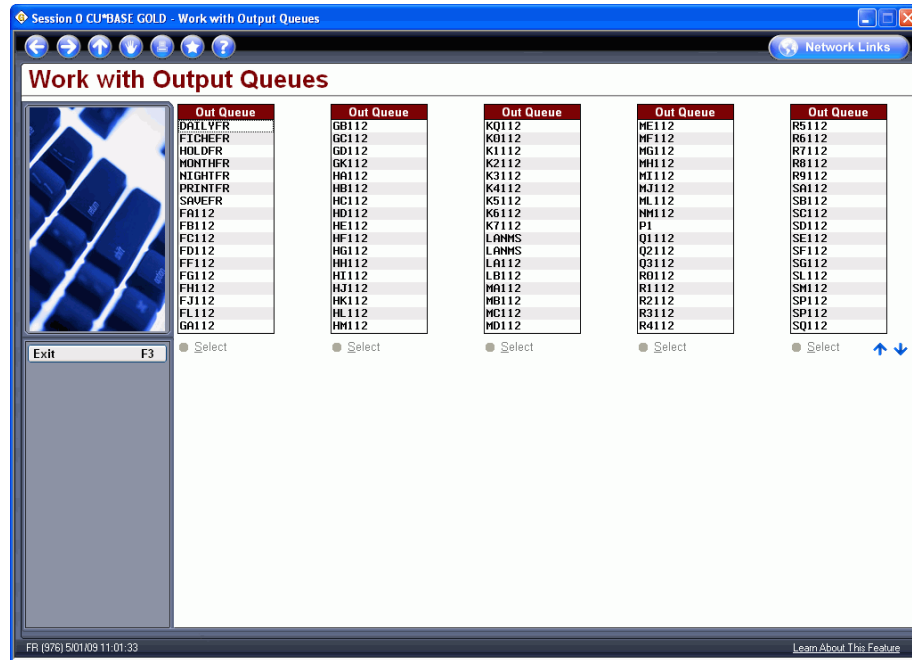 Session 0 CU*BASE GOLD - Work with Output Queues
Network Links
Work with Output Queues
Out Queue
DAILYFR
FICHEFR
HOLDFR
MONTHFR
NIGHTFR
PRINTFR
SAVEFR
FA112
FB112
FC112
FD112
FF112
FG112
FH112
FJ112
FL112
GA112
Select
Out Queue
GB112
GC112
GD112
GK112
HA112
HB112
HC112
HD112
HE112
HF112
HG112
HH112
HI112
HJ112
HK112
HL112
HM112
Select
Out Queue
KQ112
K0112
K1112
K2112
K3112
K4112
K5112
K6112
K7112
LANMS
LANMS
LA112
LB112
MA112
MB112
MC112
MD112
Select
Out Queue
ME112
MF112
MG112
MH112
MI112
MJ112
ML112
NM112
P1
Q1112
Q2112
Q3112
R0112
R1112
R2112
R3112
R4112
Select
Out Queue
R5112
R6112
R7112
R8112
R9112
SA112
SB112
SC112
SD112
SE112
SF112
SG112
SL112
SM112
SP112
SP112
SQ112
Select
Exit F3
FR (976) 5/01/09 11:01:33
Learn About This Feature